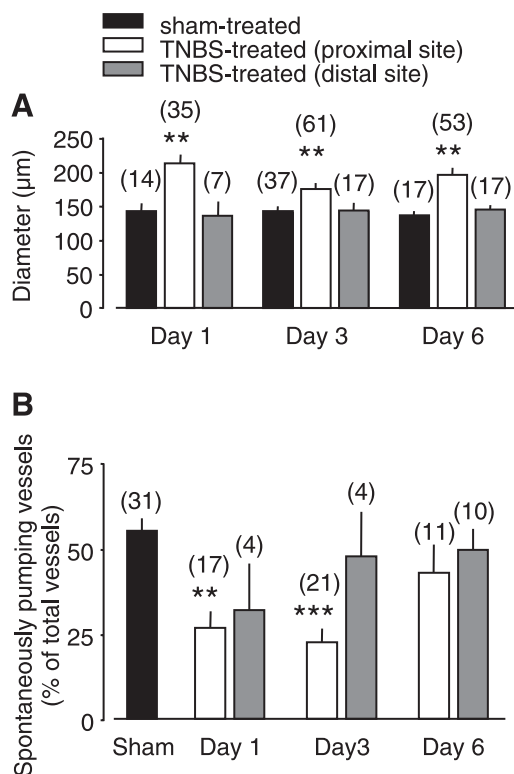 sham-treated
TNBS-treated (proximal site)
TNBS-treated (distal site)
A
(35)
(61)
(53)
**
**
**
(14)
(7)
(37)
(17)
(17)
(17)
250
200
150
100
50
0
Diameter (µm)
Day 1
Day 3
Day 6
B
75
50
25
0
Spontaneously pumping vessels
(% of total vessels)
(31)
(17)
**
(4)
(21)
***
(4)
(11)
(10)
Sham
Day 1
Day3
Day 6